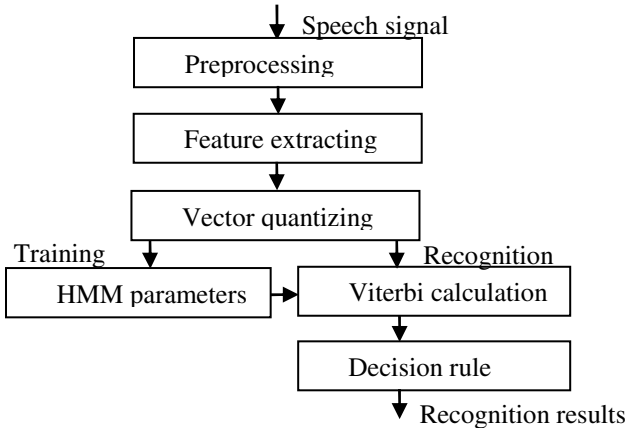 Speech signal
Preprocessing
Feature extracting
Vector quantizing
Training
Recognition
HMM parameters
Viterbi calculation
Decision rule
Recognition results